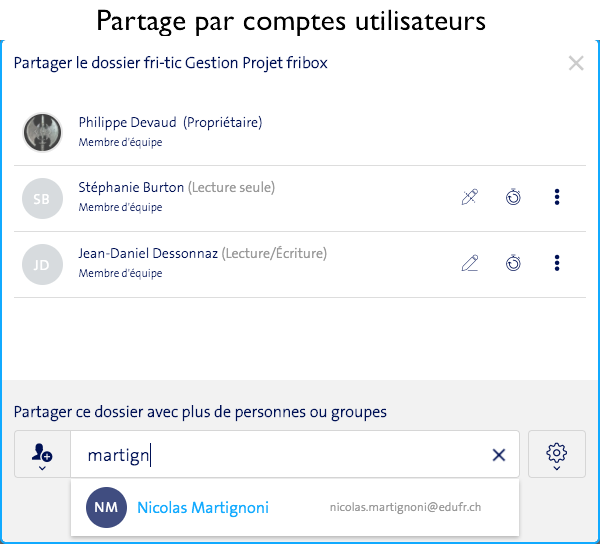 Partage par comptes utilisateurs
Partager le dossier fri-tic Gestion Projet fribox
Philippe Devaud (Propriétaire)
Membre d'équipe
SB
Stéphanie Burton (Lecture seule)
Membre d'équipe
JD
Jean-Daniel Dessonnaz (Lecture/Écriture)
Membre d'équipe
Partager ce dossier avec plus de personnes ou groupes
martign
NM Nicolas Martignoni nicolas.martignoni@edufr.ch